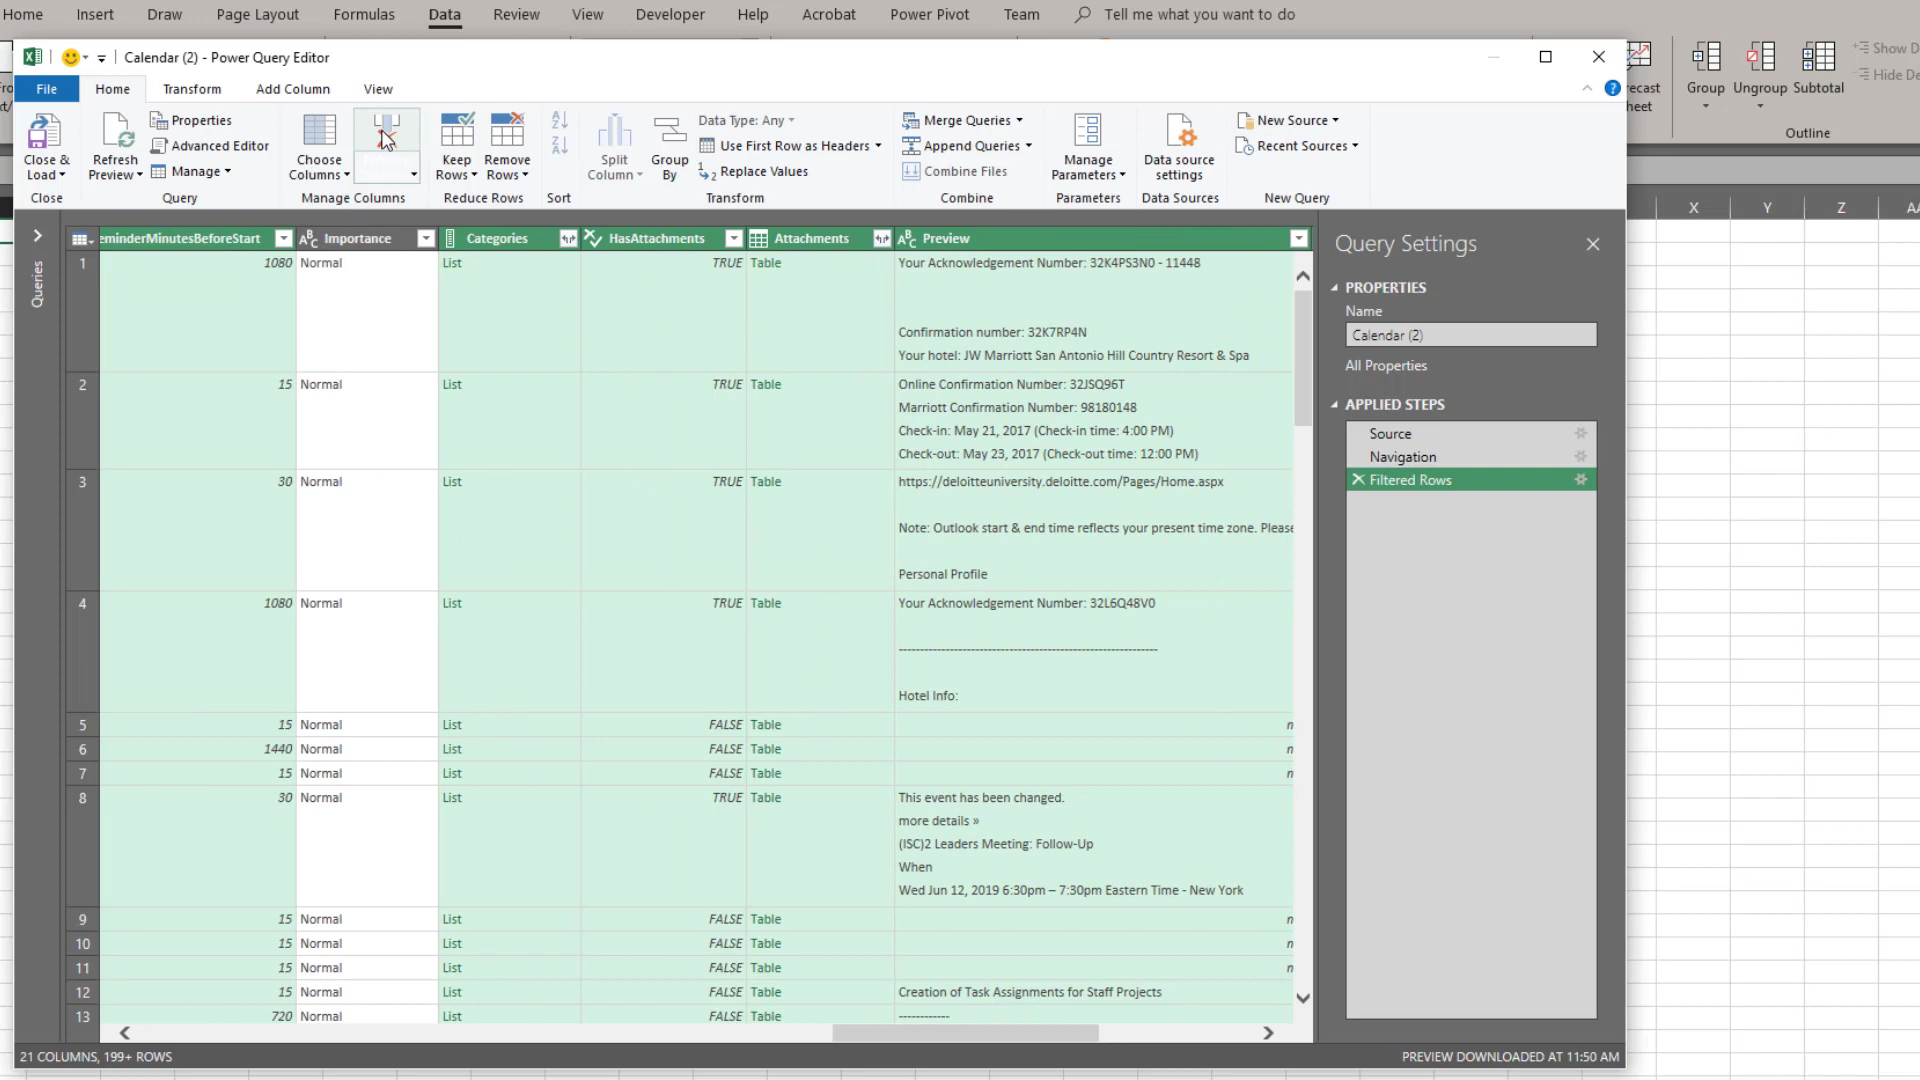 Home Insert Draw Page Layout Formulas Data Review View Developer Help Acrobat Power Pivot Team Tell me what you want to do
Calendar (2) - Power Query Editor
File Home Transform Add Column View
Close & Load
Close
Refresh Preview
Properties
Advanced Editor
Manage
Query
Choose Columns
Manage Columns
Keep Rows
Remove Rows
Reduce Rows
Sort
Split Column
Group By
Data Type: Any
Use First Row as Headers
Replace Values
Transform
Merge Queries
Append Queries
Combine Files
Combine
Manage Parameters
Parameters
Data source settings
Data Sources
New Source
Recent Sources
New Query
Group Ungroup Subtotal
Outline
X Y Z
Queries
eminderMinutesBeforeStart Importance Categories HasAttachments Attachments Preview
1 1080 Normal List TRUE Table Your Acknowledgement Number: 32K4PS3N0 - 11448
Confirmation number: 32K7RP4N
Your hotel: JW Marriott San Antonio Hill Country Resort & Spa
2 15 Normal List TRUE Table Online Confirmation Number: 32JSQ96T
Marriott Confirmation Number: 98180148
Check-in: May 21, 2017 (Check-in time: 4:00 PM)
Check-out: May 23, 2017 (Check-out time: 12:00 PM)
3 30 Normal List TRUE Table https://deloitteuniversity.deloitte.com/Pages/Home.aspx
Note: Outlook start & end time reflects your present time zone. Please
Personal Profile
4 1080 Normal List TRUE Table Your Acknowledgement Number: 32L6Q48V0
------------------------------------------------------------
Hotel Info:
5 15 Normal List FALSE Table n
6 1440 Normal List FALSE Table n
7 15 Normal List FALSE Table n
8 30 Normal List TRUE Table This event has been changed.
more details »
(ISC)2 Leaders Meeting: Follow-Up
When
Wed Jun 12, 2019 6:30pm – 7:30pm Eastern Time - New York
9 15 Normal List FALSE Table n
10 15 Normal List FALSE Table n
11 15 Normal List FALSE Table n
12 15 Normal List FALSE Table Creation of Task Assignments for Staff Projects
13 720 Normal List FALSE Table ------------
Query Settings
PROPERTIES
Name
Calendar (2)
All Properties
APPLIED STEPS
Source
Navigation
Filtered Rows
21 COLUMNS, 199+ ROWS
PREVIEW DOWNLOADED AT 11:50 AM